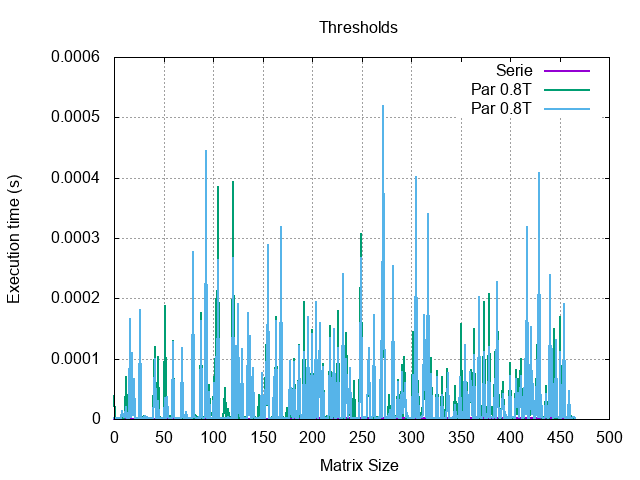 Thresholds
Serie
Par 0.8T
Par 0.8T
Execution time (s)
0.0006
0.0005
0.0004
0.0003
0.0002
0.0001
0
0 50 100 150 200 250 300 350 400 450 500
Matrix Size